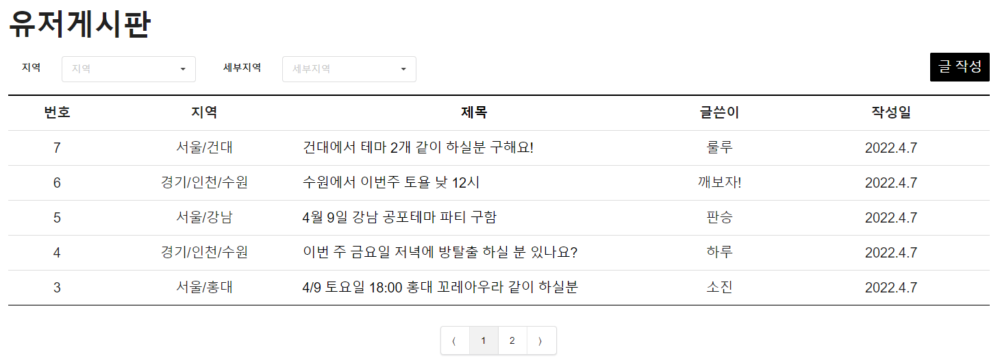 유저게시판
지역 지역 세부지역 세부지역 글 작성
번호 지역 제목 글쓴이 작성일
7 서울/건대 건대에서 테마 2개 같이 하실분 구해요! 룰루 2022.4.7
6 경기/인천/수원 수원에서 이번주 토욜 낮 12시 깨보자! 2022.4.7
5 서울/강남 4월 9일 강남 공포테마 파티 구함 판승 2022.4.7
4 경기/인천/수원 이번 주 금요일 저녁에 방탈출 하실 분 있나요? 하루 2022.4.7
3 서울/홍대 4/9 토요일 18:00 홍대 꼬레아우라 같이 하실분 소진 2022.4.7
⟨ 1 2 ⟩